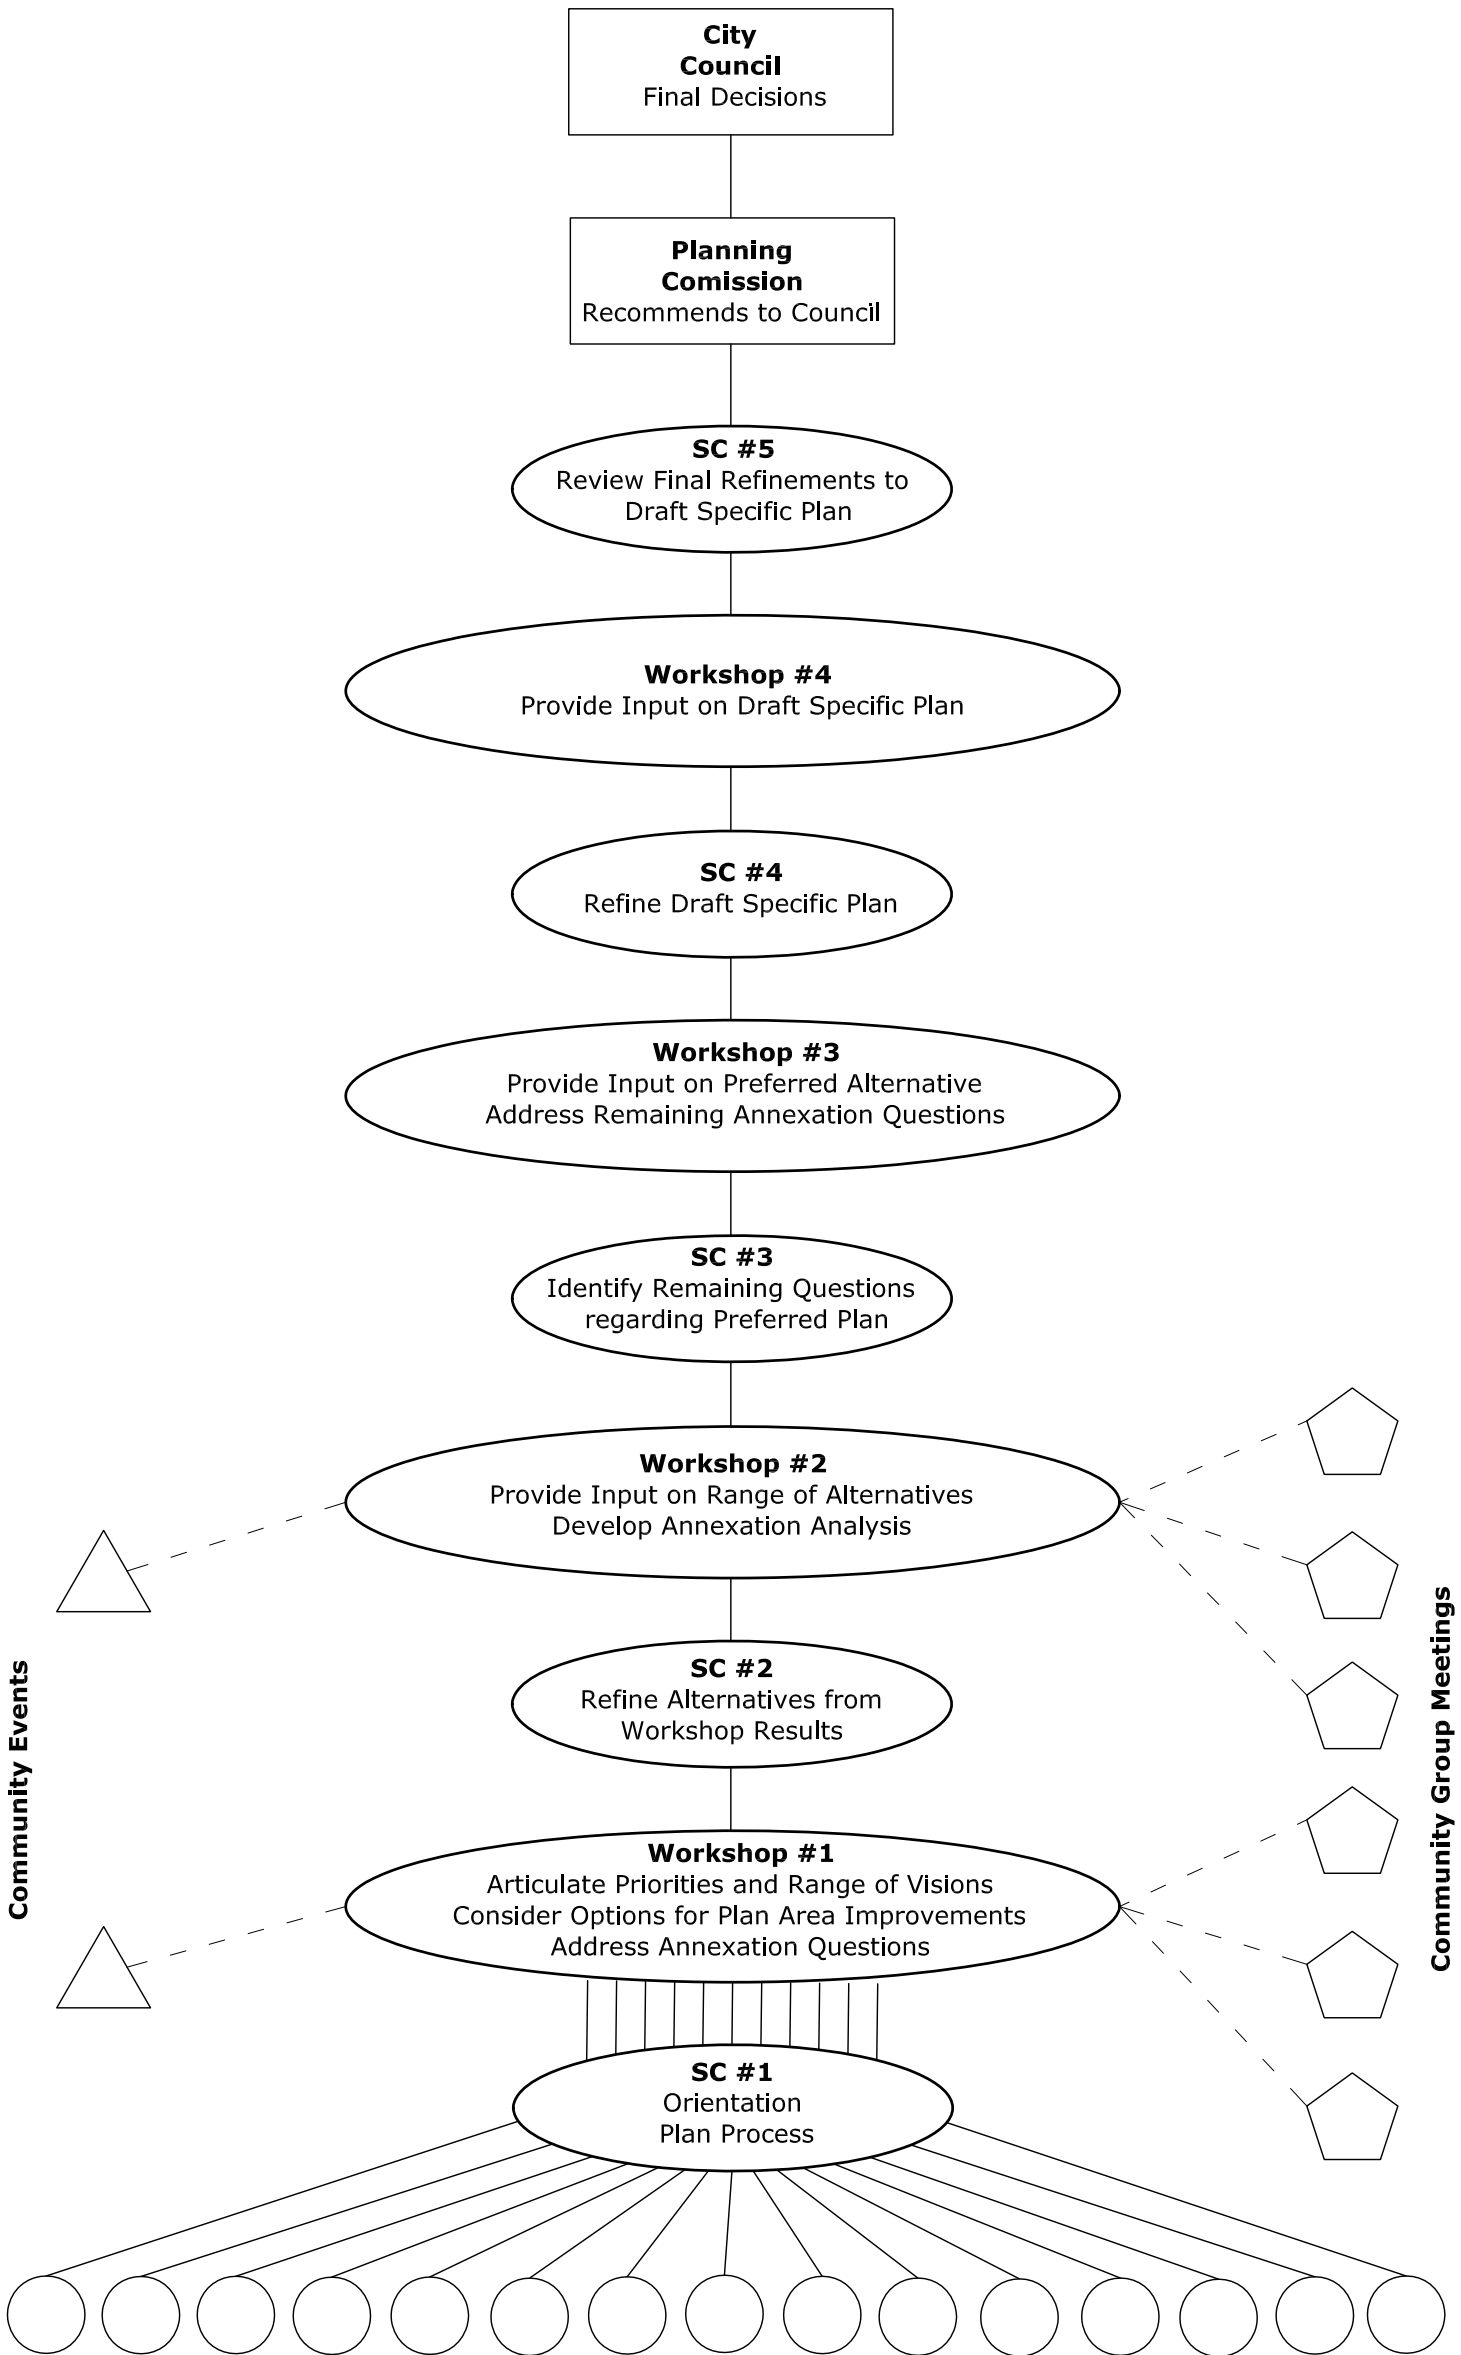 City
Council
Final Decisions
Planning
Comission
Recommends to Council
SC #5
Review Final Refinements to
Draft Specific Plan
Workshop #4
Provide Input on Draft Specific Plan
SC #4
Refine Draft Specific Plan
Workshop #3
Provide Input on Preferred Alternative
Address Remaining Annexation Questions
SC #3
Identify Remaining Questions
regarding Preferred Plan
Workshop #2
Provide Input on Range of Alternatives
Develop Annexation Analysis
SC #2
Refine Alternatives from
Workshop Results
Workshop #1
Articulate Priorities and Range of Visions
Consider Options for Plan Area Improvements
Address Annexation Questions
SC #1
Orientation
Plan Process
Community Events
Community Group Meetings